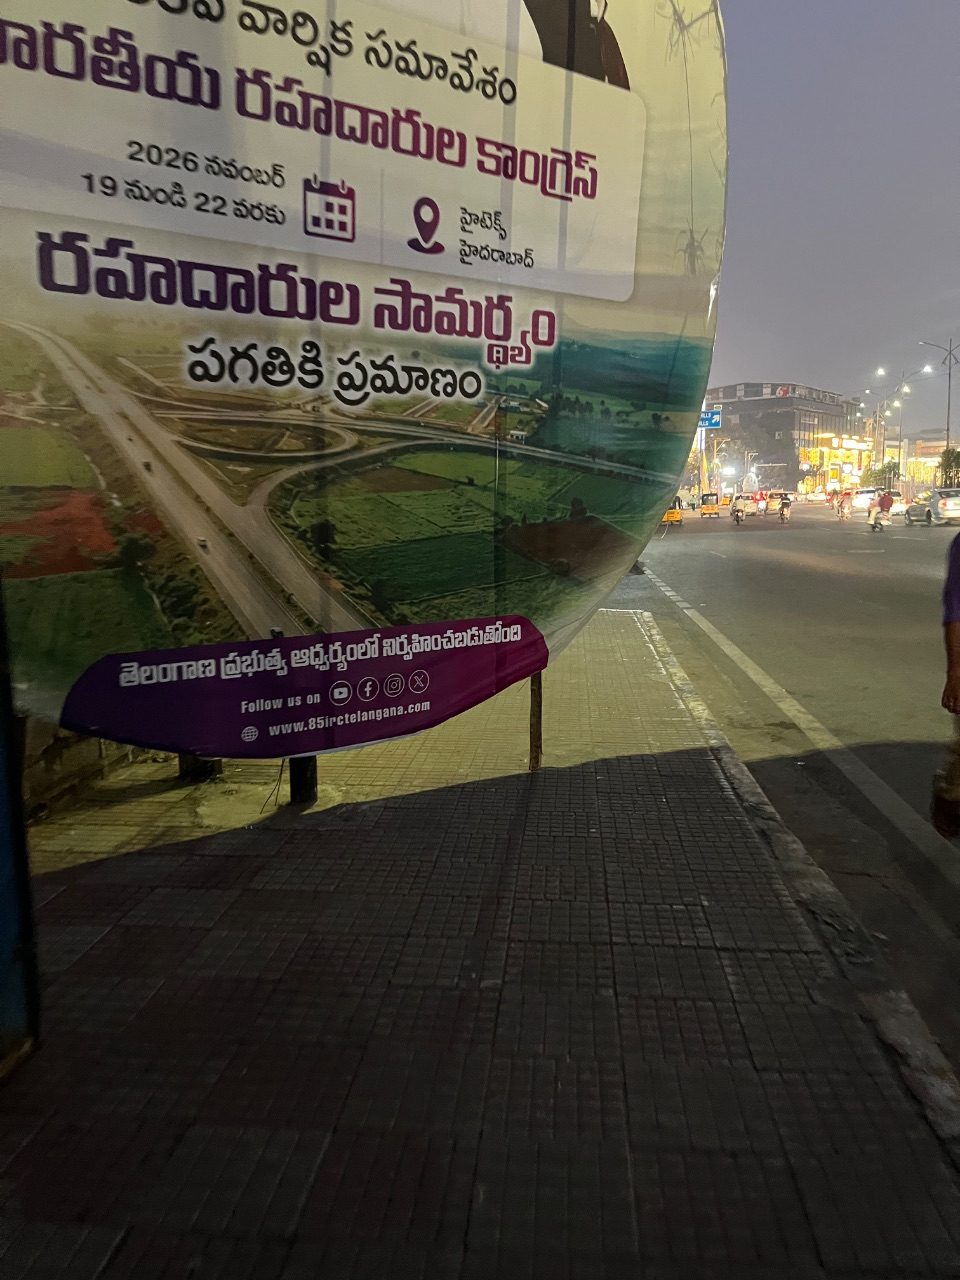 వార్షిక సమావేశం
భారతీయ రహదారుల కాంగ్రెస్
2026 నవంబర్
19 నుండి 22 వరకు
హైటెక్స్
హైదరాబాద్
రహదారుల సామర్థ్యం
పగతికి ప్రమాణం
తెలంగాణ ప్రభుత్వ ఆధ్వర్యంలో నిర్వహించబడుతోంది
Follow us on
www.85irctelangana.com